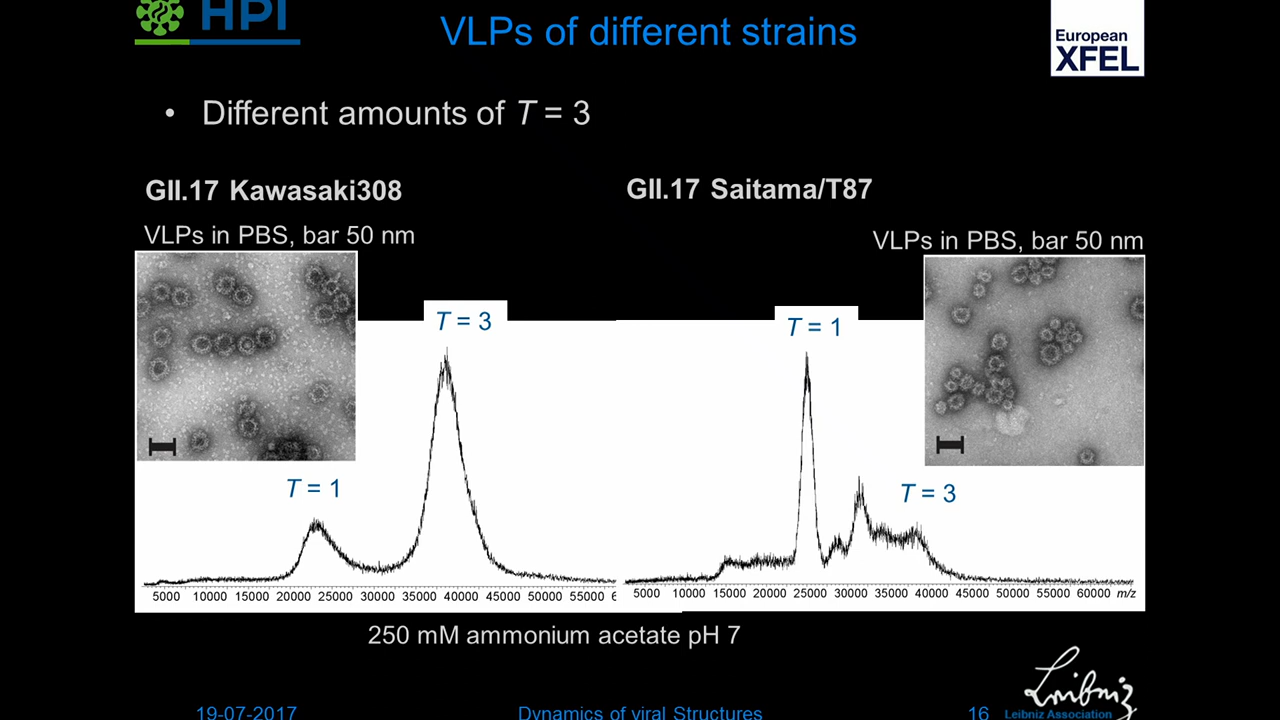 HPI
VLPs of different strains
European
XFEL
• Different amounts of T = 3
GII.17 Kawasaki308
GII.17 Saitama/T87
VLPs in PBS, bar 50 nm
VLPs in PBS, bar 50 nm
T = 3
T = 1
T = 1
T = 3
5000 10000 15000 20000 25000 30000 35000 40000 45000 50000 55000 6
5000 10000 15000 20000 25000 30000 35000 40000 45000 50000 55000 60000 m/z
250 mM ammonium acetate pH 7
Leibniz
19-07-2017
Dynamics of viral Structures
16
Leibniz Association